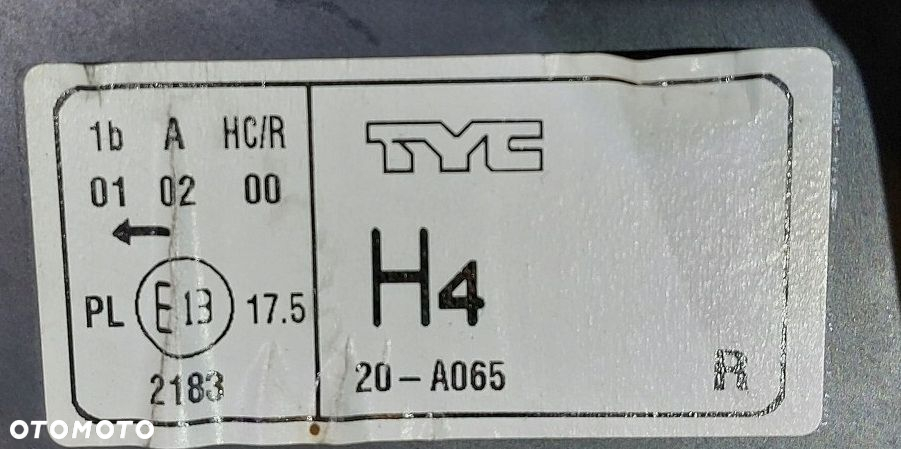 1b A HC/R
01 02 00
←
PL E13 17.5
2183
TYC
H4
20-A065
R
OTOMOTO